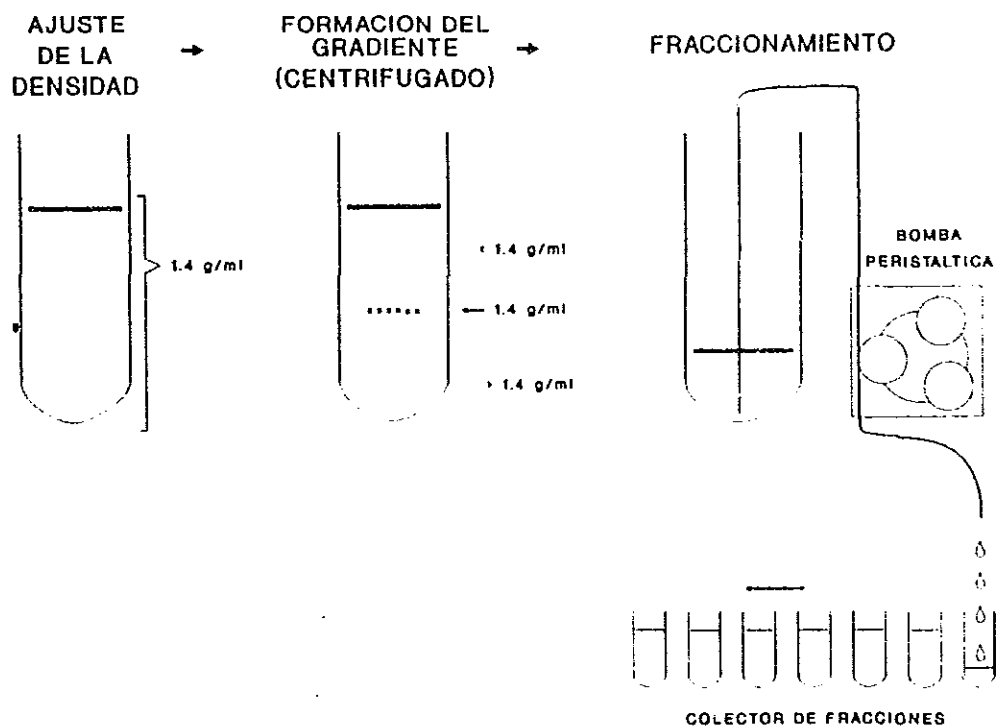 AJUSTE
DE LA
DENSIDAD
FORMACION DEL
GRADIENTE
(CENTRIFUGADO)
FRACCIONAMIENTO
1.4 g/ml
< 1.4 g/ml
1.4 g/ml
> 1.4 g/ml
BOMBA
PERISTALTICA
COLECTOR DE FRACCIONES